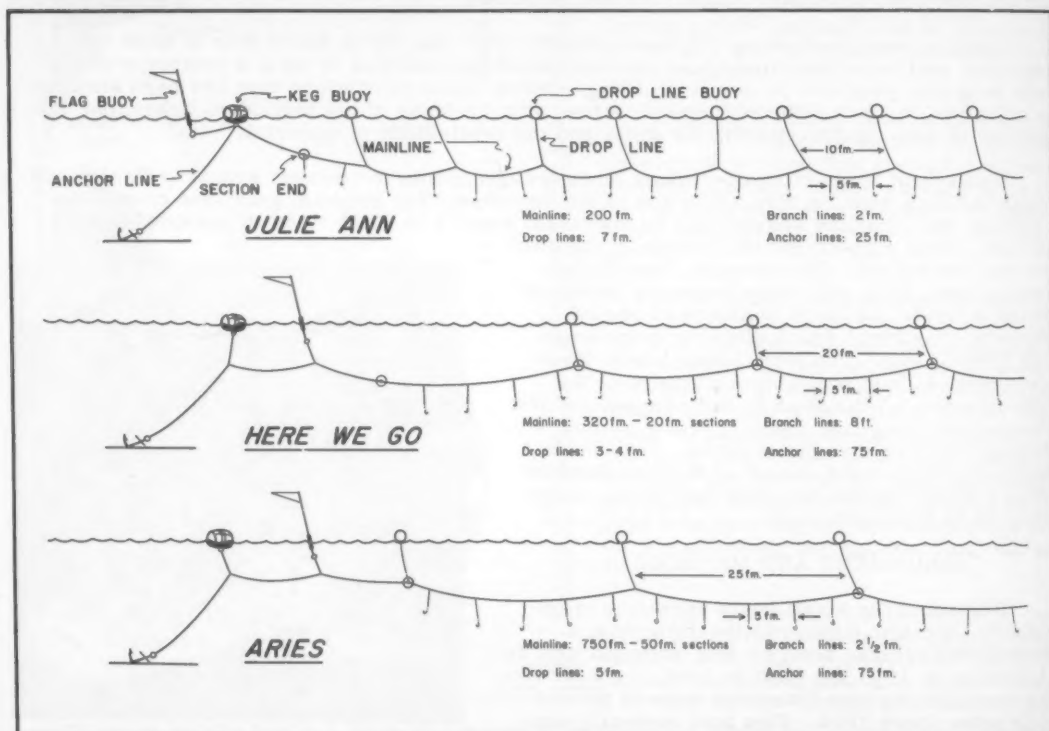 FLAG BUOY
KEG BUOY
DROP LINE BUOY
MAINLINE
DROP LINE
10 fm.
ANCHOR LINE
SECTION END
5 fm.
JULIE ANN
Mainline: 200 fm. Branch lines: 2 fm.
Drop lines: 7 fm. Anchor lines: 25 fm.
20 fm.
5 fm.
HERE WE GO
Mainline: 320 fm. - 20 fm. sections Branch lines: 8 ft.
Drop lines: 3-4 fm. Anchor lines: 75 fm.
25 fm.
5 fm.
ARIES
Mainline: 750 fm. - 50 fm. sections Branch lines: 2 1/2 fm.
Drop lines: 5 fm. Anchor lines: 75 fm.